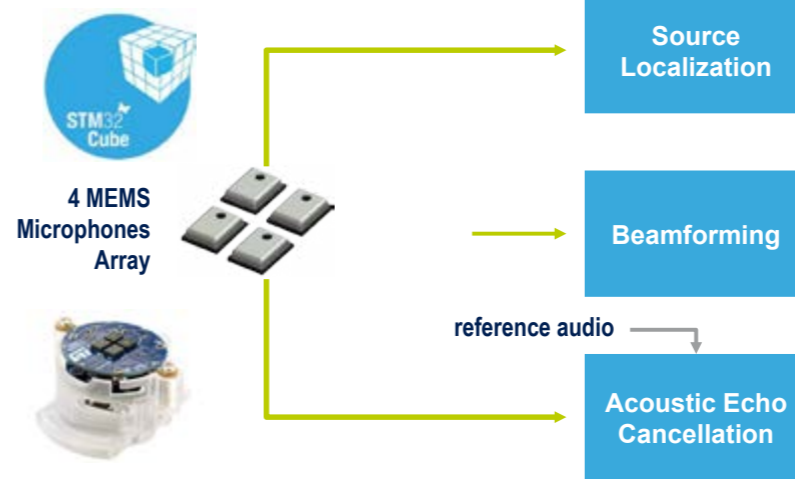 STM32
Cube
4 MEMS
Microphones
Array
Source
Localization
Beamforming
reference audio
Acoustic Echo
Cancellation